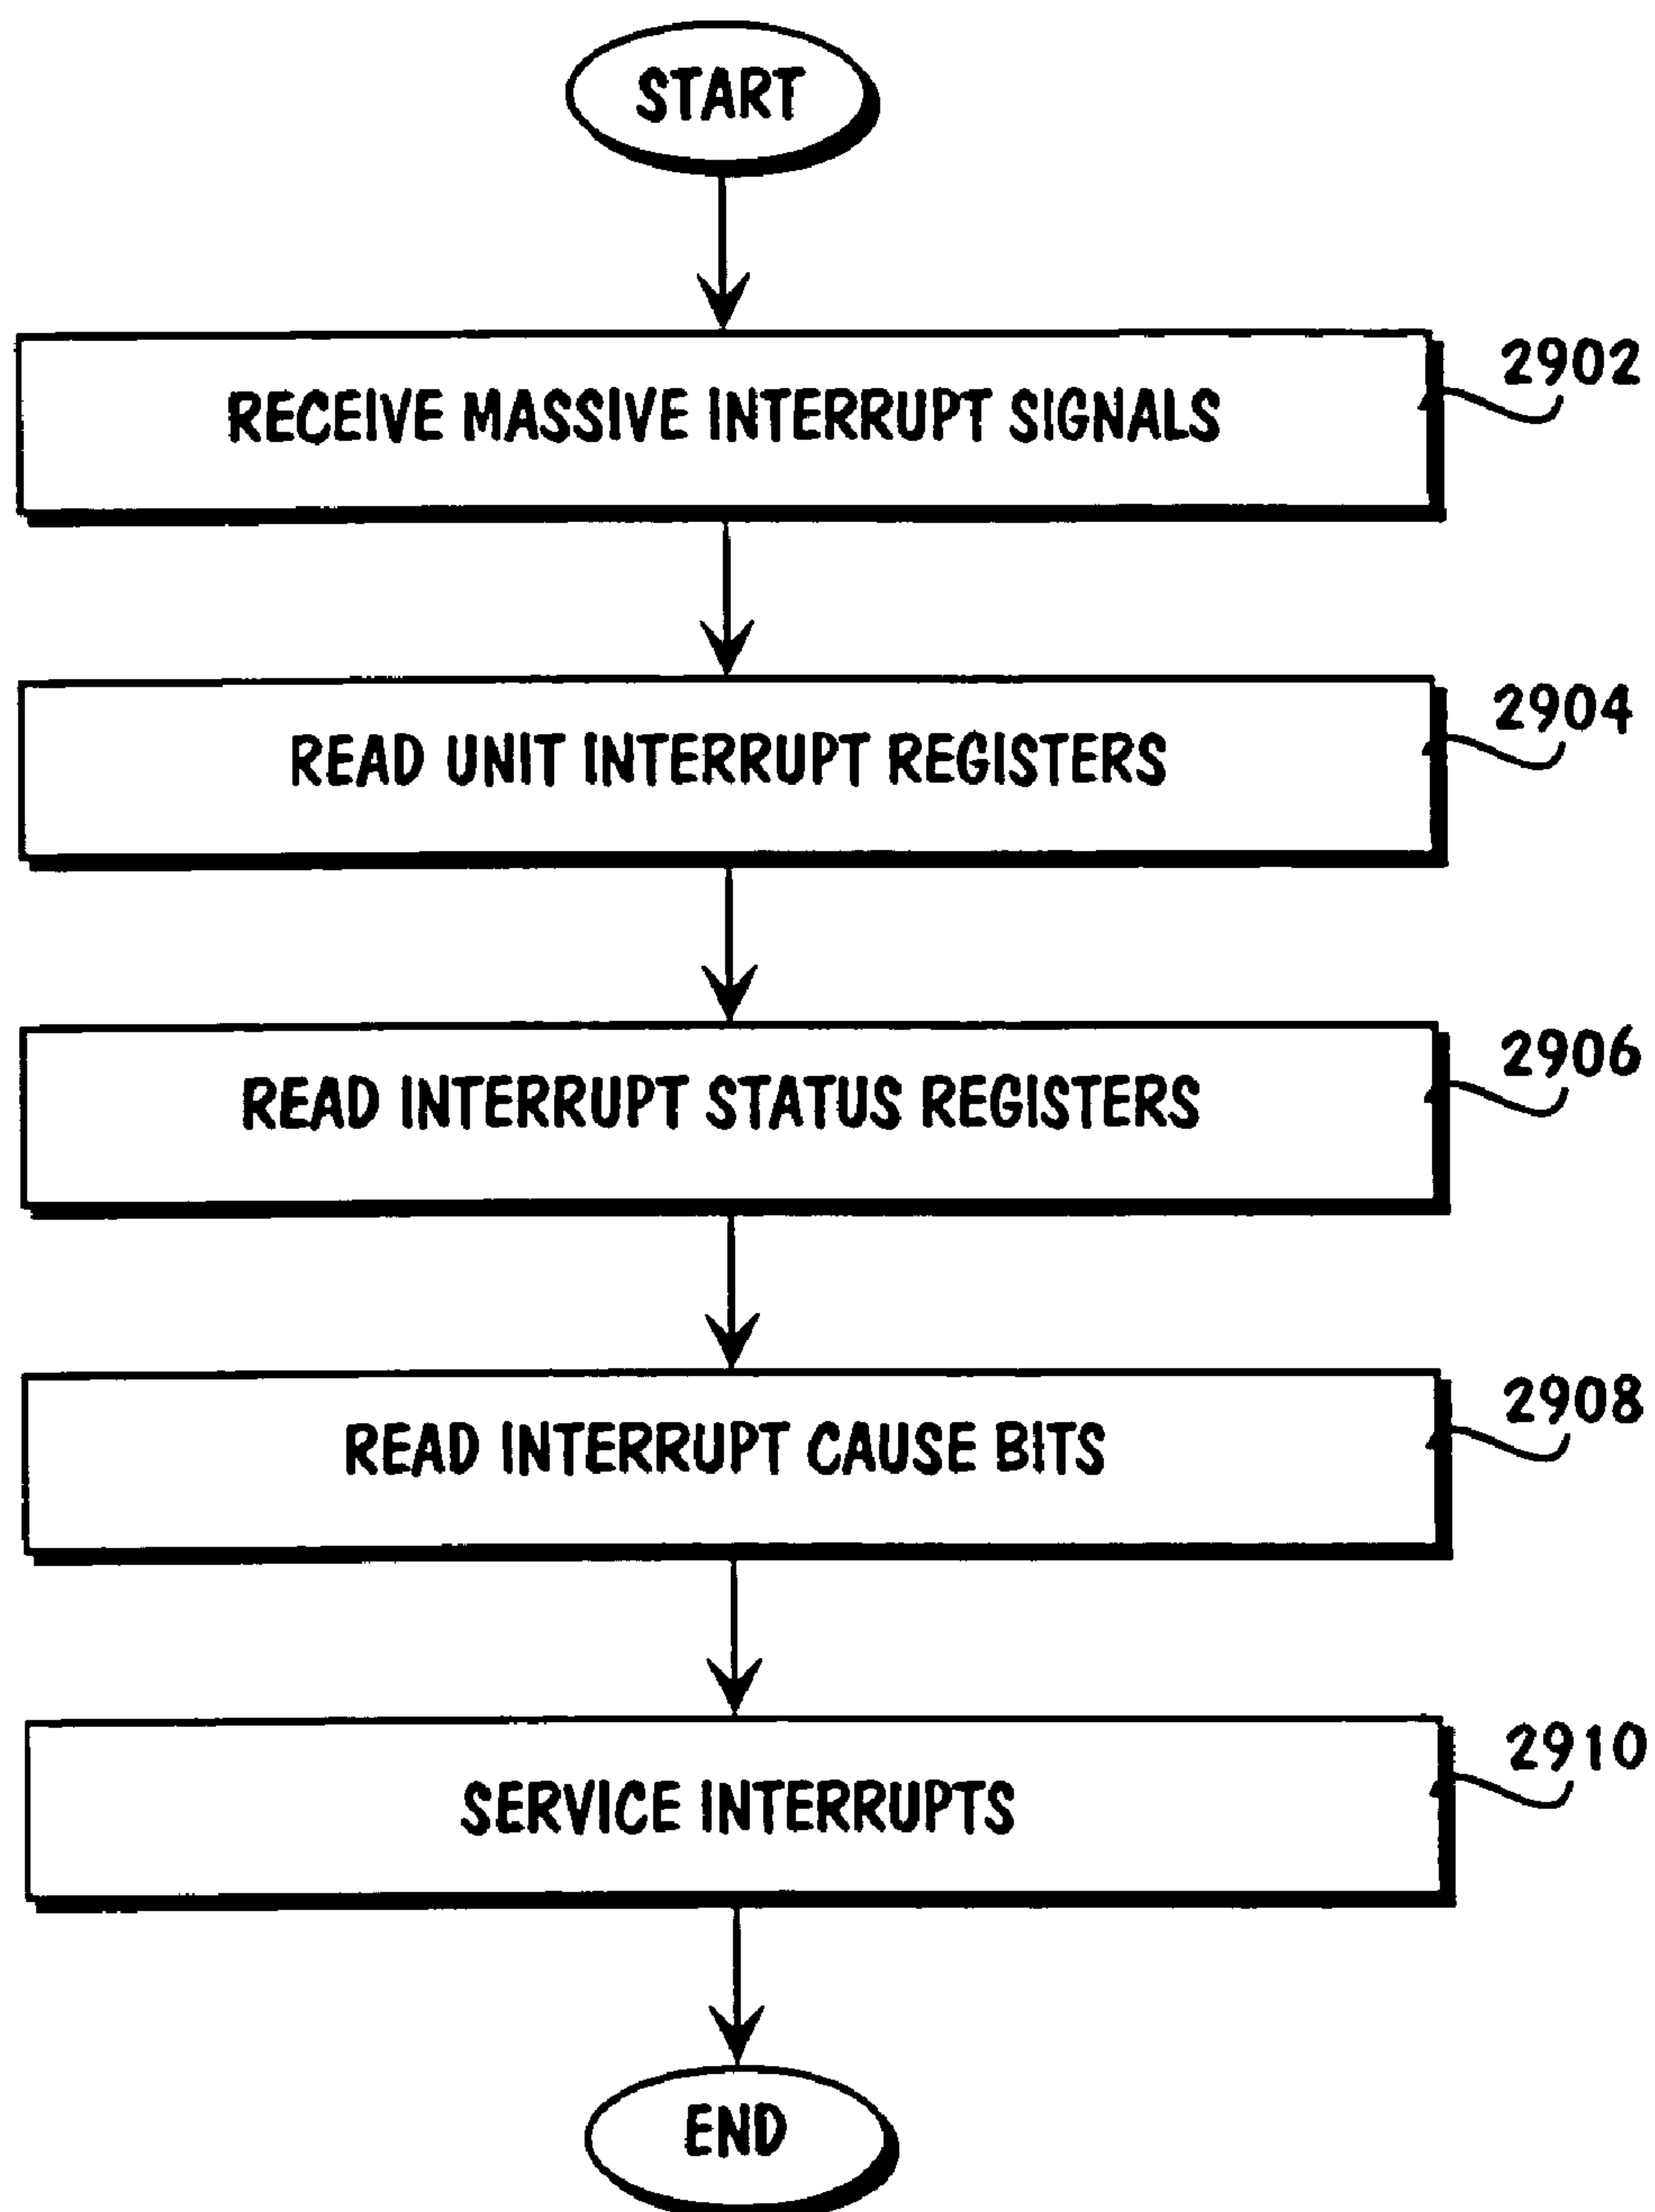 START
RECEIVE MASSIVE INTERRUPT SIGNALS
2902
READ UNIT INTERRUPT REGISTERS
2904
READ INTERRUPT STATUS REGISTERS
2906
READ INTERRUPT CAUSE BITS
2908
SERVICE INTERRUPTS
2910
END